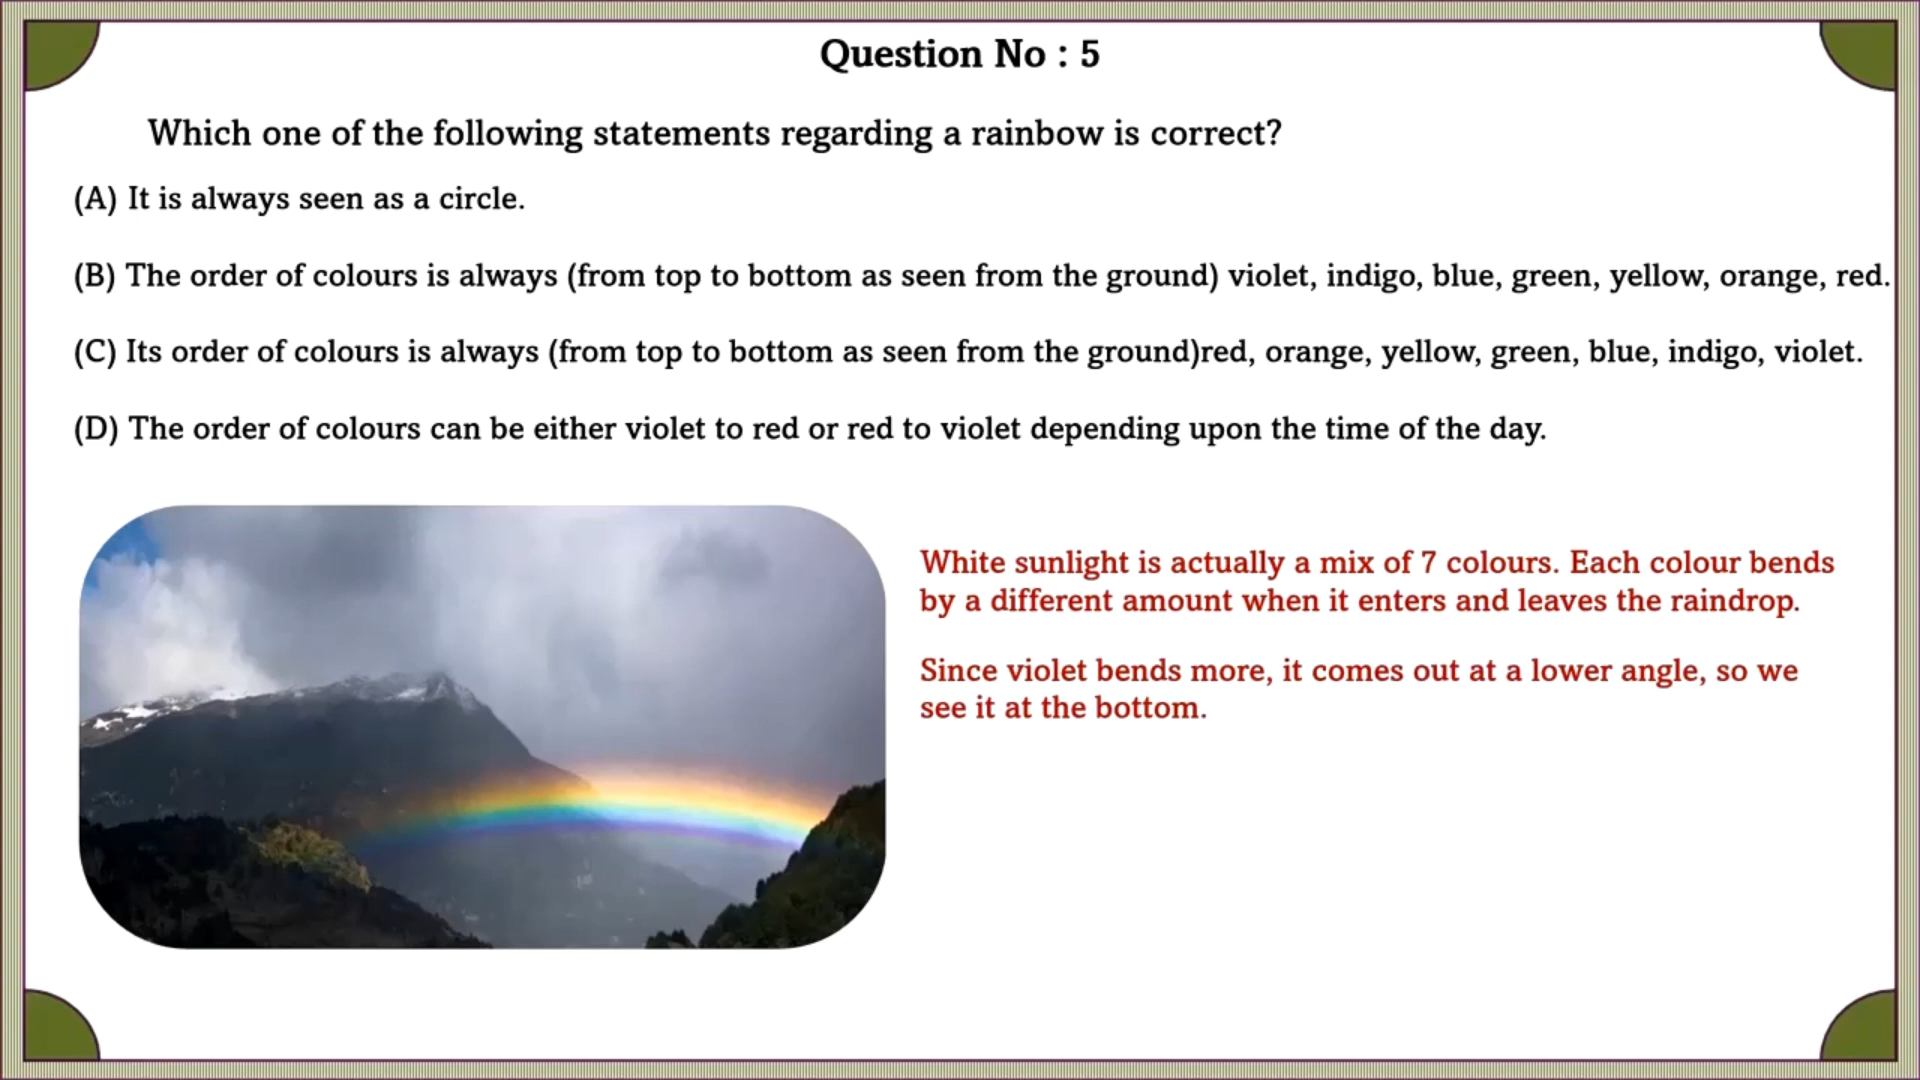 Question No : 5
Which one of the following statements regarding a rainbow is correct?
(A) It is always seen as a circle.
(B) The order of colours is always (from top to bottom as seen from the ground) violet, indigo, blue, green, yellow, orange, red.
(C) Its order of colours is always (from top to bottom as seen from the ground)red, orange, yellow, green, blue, indigo, violet.
(D) The order of colours can be either violet to red or red to violet depending upon the time of the day.
White sunlight is actually a mix of 7 colours. Each colour bends
by a different amount when it enters and leaves the raindrop.
Since violet bends more, it comes out at a lower angle, so we
see it at the bottom.